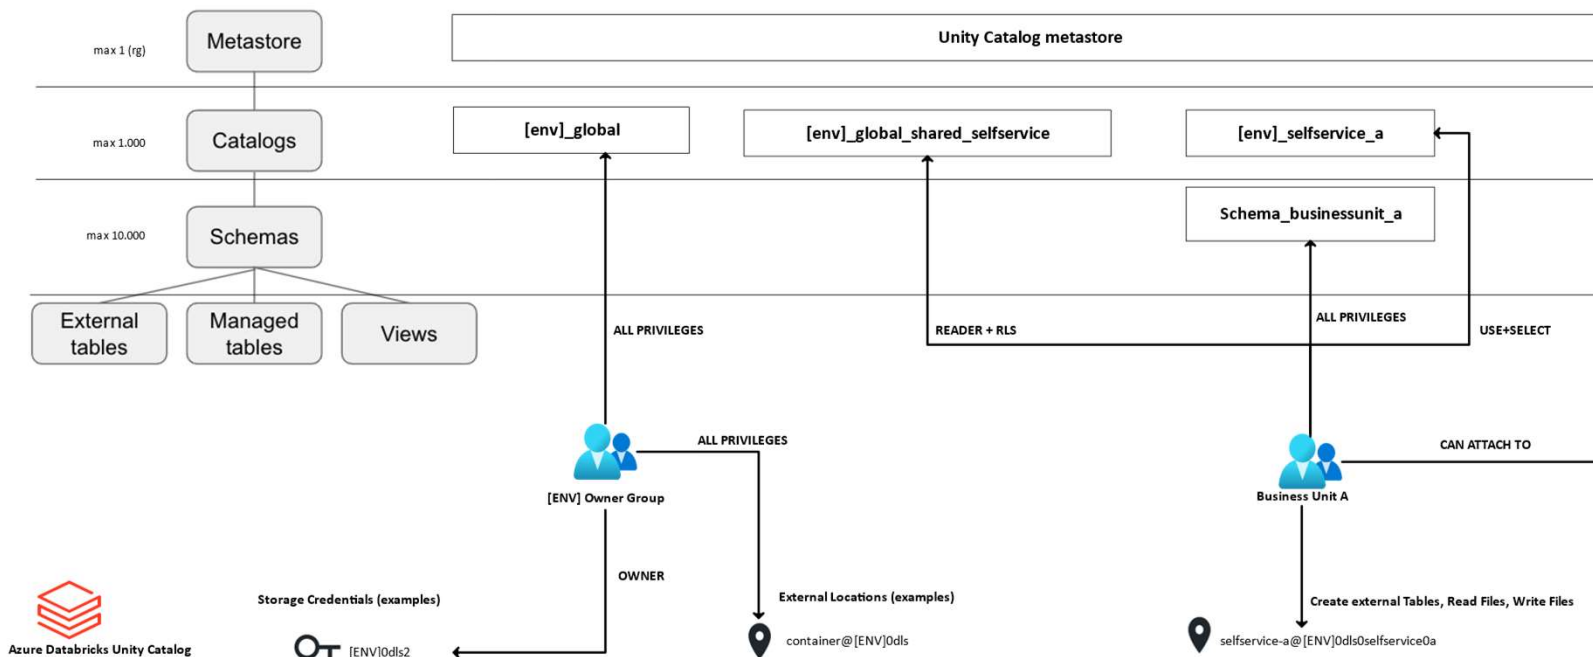 Metastore
Unity Catalog metastore
max 1 (rg)
Catalogs
[env]_global
[env]_global_shared_selfservice
[env]_selfservice_a
max 1.000
Schema_businessunit_a
Schemas
max 10.000
External
tables
Managed
tables
Views
ALL PRIVILEGES
READER + RLS
ALL PRIVILEGES
USE+SELECT
ALL PRIVILEGES
CAN ATTACH TO
[ENV] Owner Group
Business Unit A
OWNER
Storage Credentials (examples)
External Locations (examples)
Create external Tables, Read Files, Write Files
Azure Databricks Unity Catalog
[ENV]0dls2
container@[ENV]0dls
selfservice-a@[ENV]0dls0selfservice0a